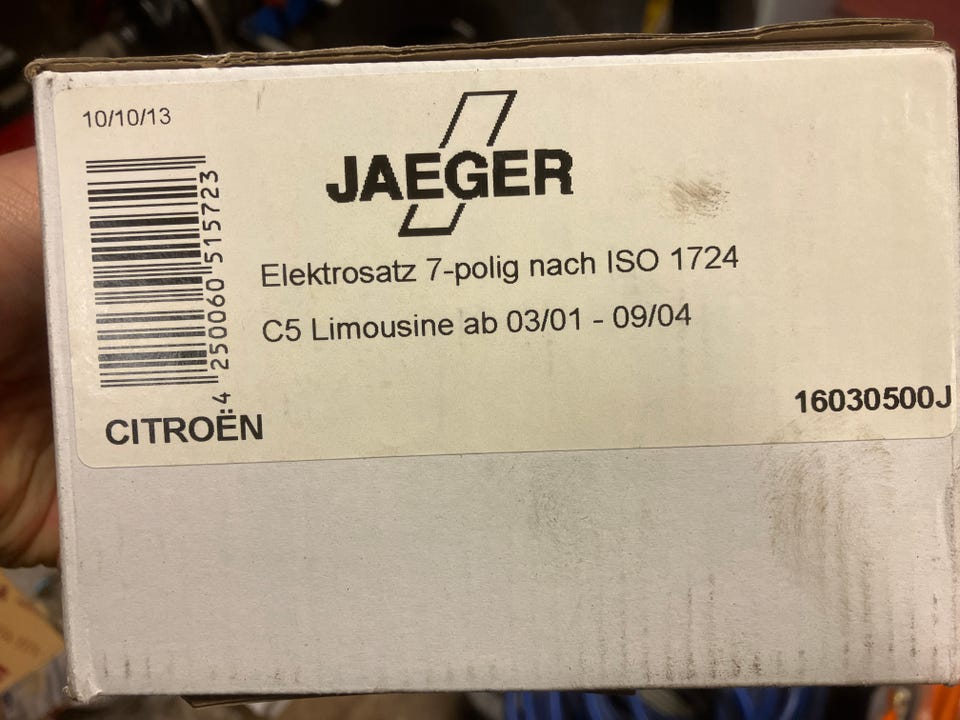 10/10/13
JAEGER
4 250060 515723
Elektrosatz 7-polig nach ISO 1724
C5 Limousine ab 03/01 - 09/04
16030500J
CITROËN